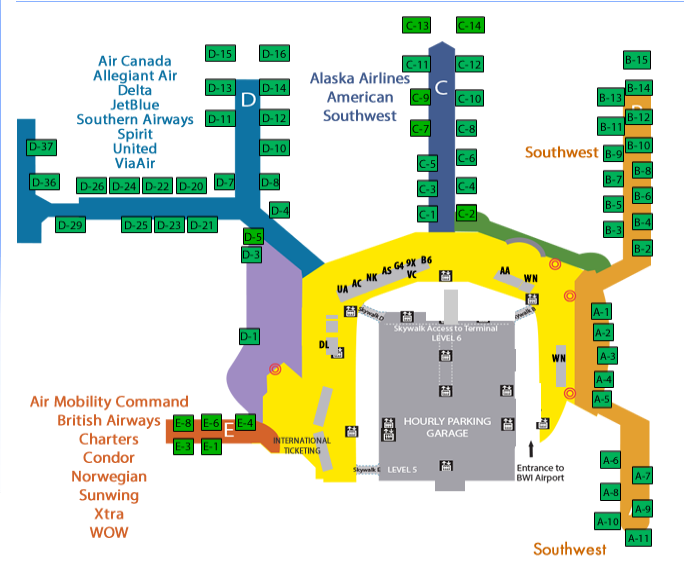 C-13
C-14
D-15
D-16
Air Canada
Allegiant Air
Delta
JetBlue
Southern Airways
Spirit
United
ViaAir
C-11
C-12
B-15
Alaska Airlines
American
Southwest
D-13
D-14
D
C
C-9
C-10
B-13
B-14
B
D-11
D-12
C-7
C-8
B-11
B-12
D-37
D-10
C-5
C-6
Southwest
B-9
B-10
D-36
D-26
D-24
D-22
D-20
D-7
D-8
C-3
C-4
B-7
B-8
D-29
D-25
D-23
D-21
D-4
C-1
C-2
B-5
B-6
B-3
B-4
D-5
D-3
B-2
UA
AC
NK
AS
G4
9X
VC
B6
AA
WN
Skywalk D
Skywalk B
Skywalk Access to Terminal
LEVEL 6
D-1
DL
WN
A-1
A-2
A-3
A-4
A-5
Air Mobility Command
British Airways
Charters
Condor
Norwegian
Sunwing
Xtra
WOW
E-8
E-6
E-4
E
E-3
E-1
INTERNATIONAL
TICKETING
HOURLY PARKING
GARAGE
Skywalk E
LEVEL 5
Entrance to
BWI Airport
A-6
A-7
A-8
A-9
A-10
A-11
Southwest